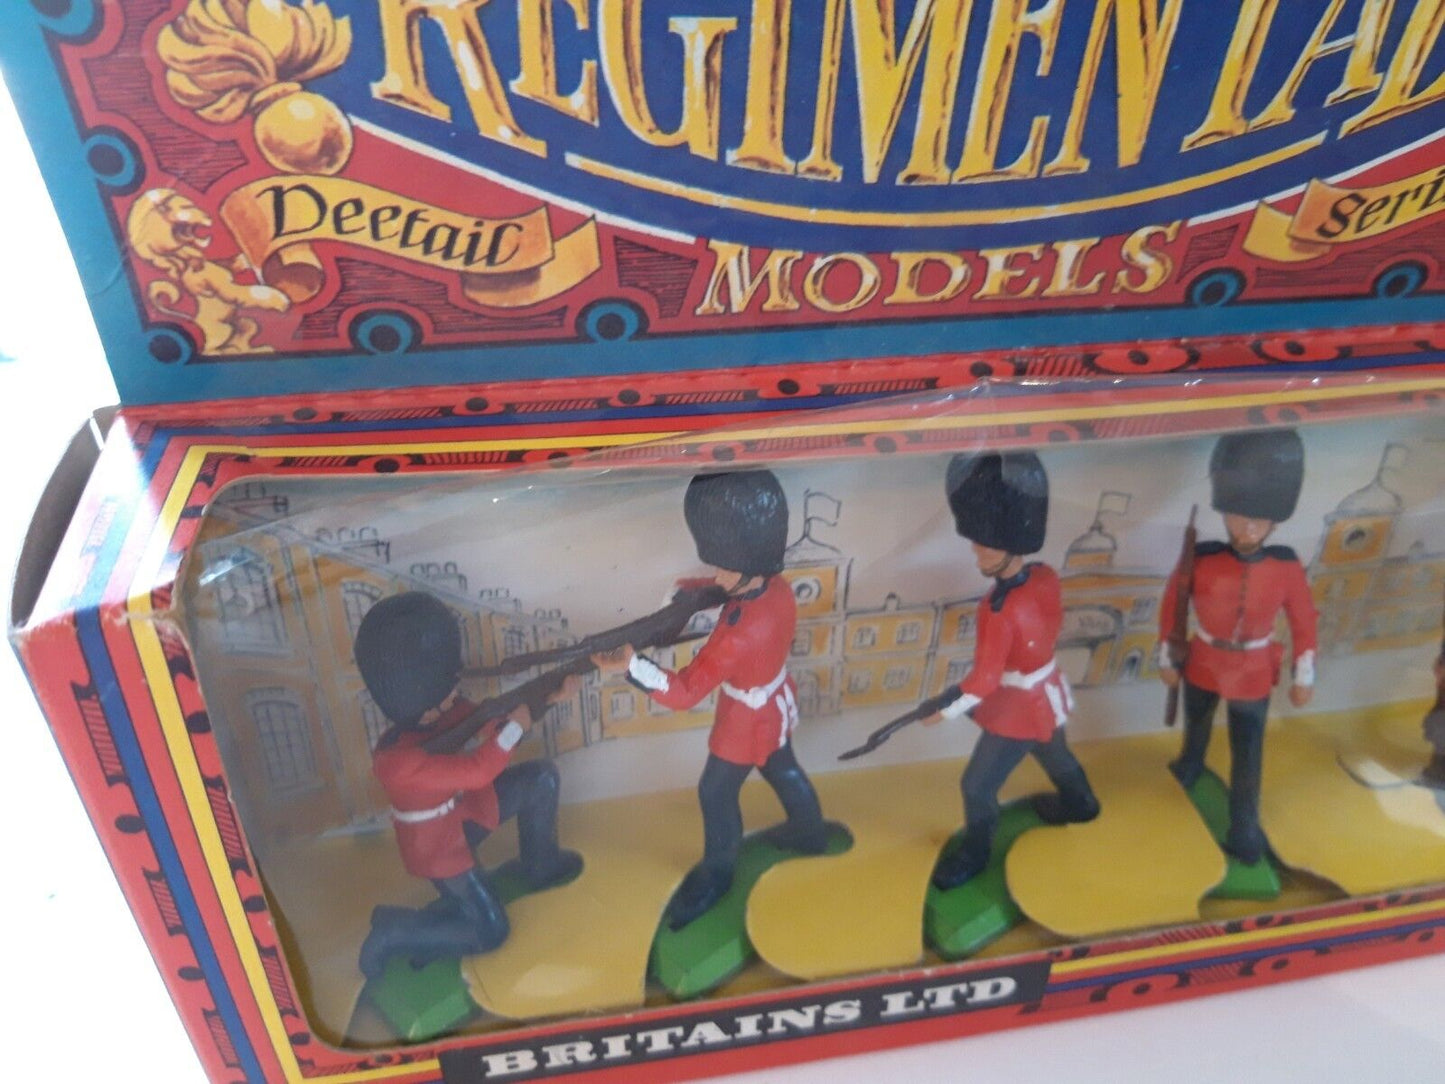 REGIMENTAL
Deetail
MODELS
BRITAINS LTD